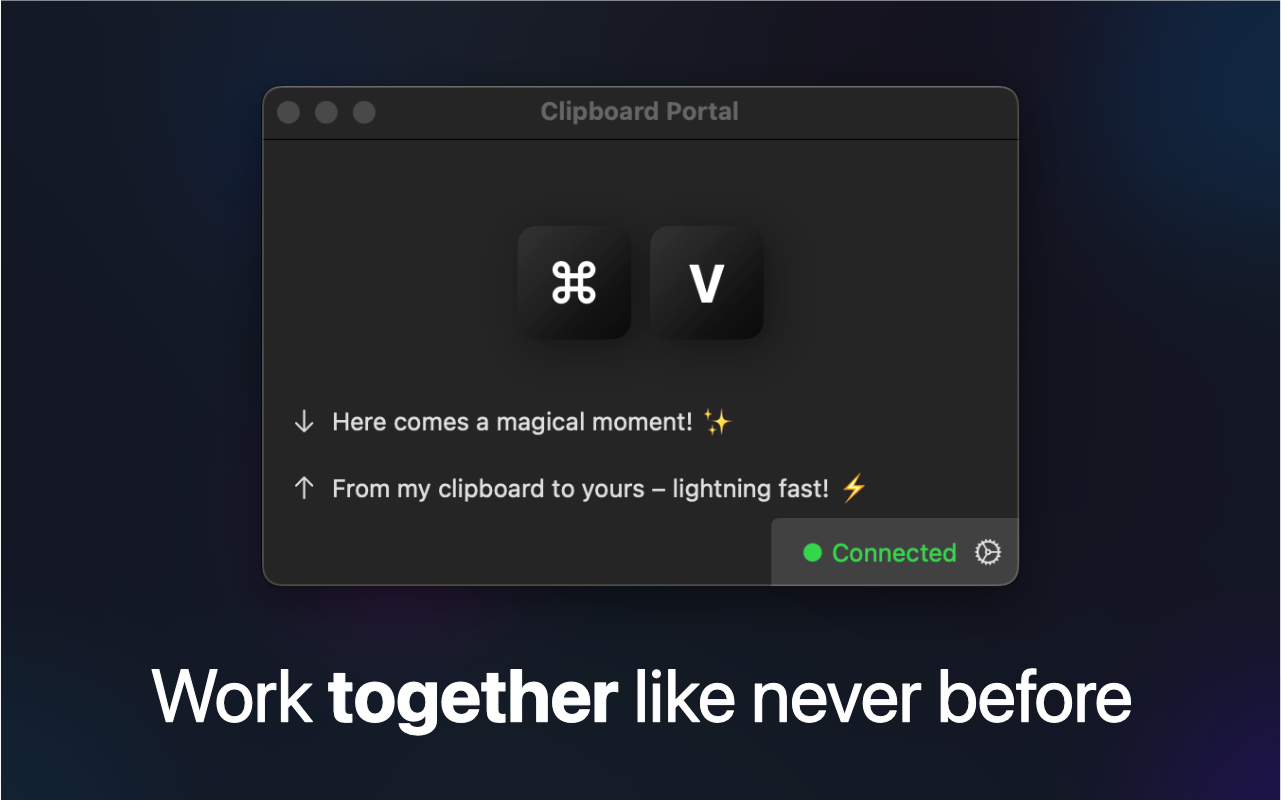 Clipboard Portal
⌘ V
↓ Here comes a magical moment! ✨
↑ From my clipboard to yours – lightning fast! ⚡
Connected
Work together like never before